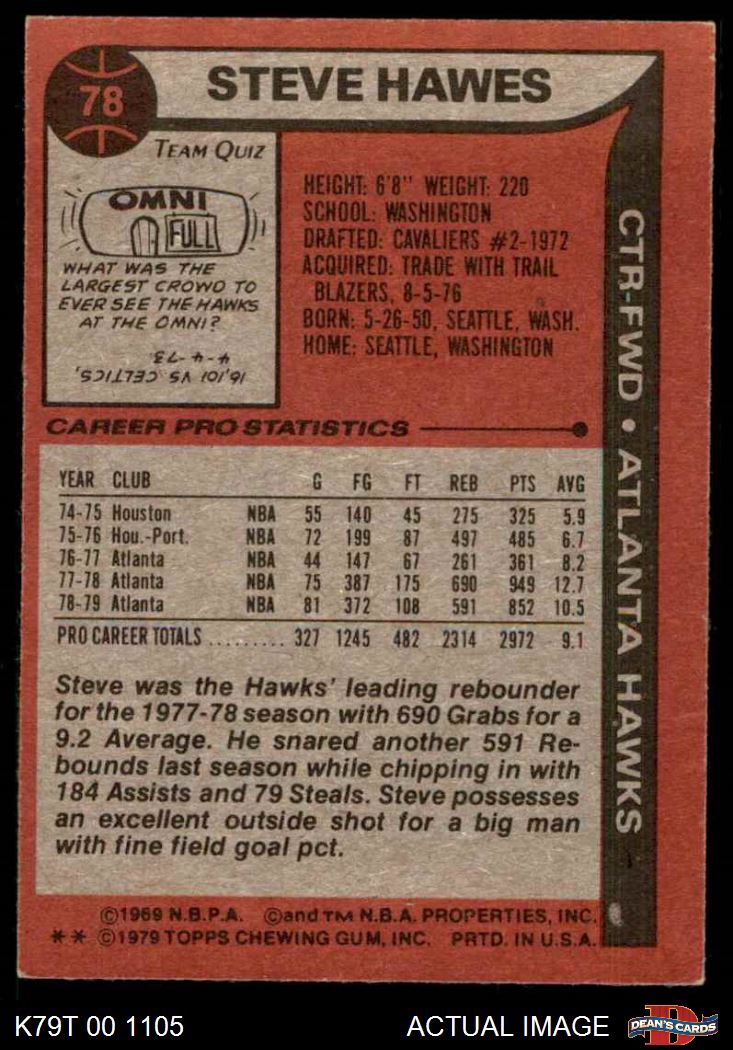 78
STEVE HAWES
TEAM QUIZ
OMNI
FULL
WHAT WAS THE
LARGEST CROWD TO
EVER SEE THE HAWKS
AT THE OMNI?
16,101 VS CELTICS,
4-4-73
HEIGHT: 6'8" WEIGHT: 220
SCHOOL: WASHINGTON
DRAFTED: CAVALIERS #2-1972
ACQUIRED: TRADE WITH TRAIL
BLAZERS, 8-5-76
BORN: 5-26-50, SEATTLE, WASH.
HOME: SEATTLE, WASHINGTON
CTR-FWD • ATLANTA HAWKS
CAREER PRO STATISTICS
YEAR CLUB G FG FT REB PTS AVG
74-75 Houston NBA 55 140 45 275 325 5.9
75-76 Hou.-Port. NBA 72 199 87 497 485 6.7
76-77 Atlanta NBA 44 147 67 261 361 8.2
77-78 Atlanta NBA 75 387 175 690 949 12.7
78-79 Atlanta NBA 81 372 108 591 852 10.5
PRO CAREER TOTALS ......... 327 1245 482 2314 2972 9.1
Steve was the Hawks' leading rebounder
for the 1977-78 season with 690 Grabs for a
9.2 Average. He snared another 591 Re-
bounds last season while chipping in with
184 Assists and 79 Steals. Steve possesses
an excellent outside shot for a big man
with fine field goal pct.
©1969 N.B.P.A. ©and TM N.B.A. PROPERTIES, INC.
** ©1979 TOPPS CHEWING GUM, INC. PRTD. IN U.S.A.
K79T 00 1105
ACTUAL IMAGE
D
DEAN'S CARDS